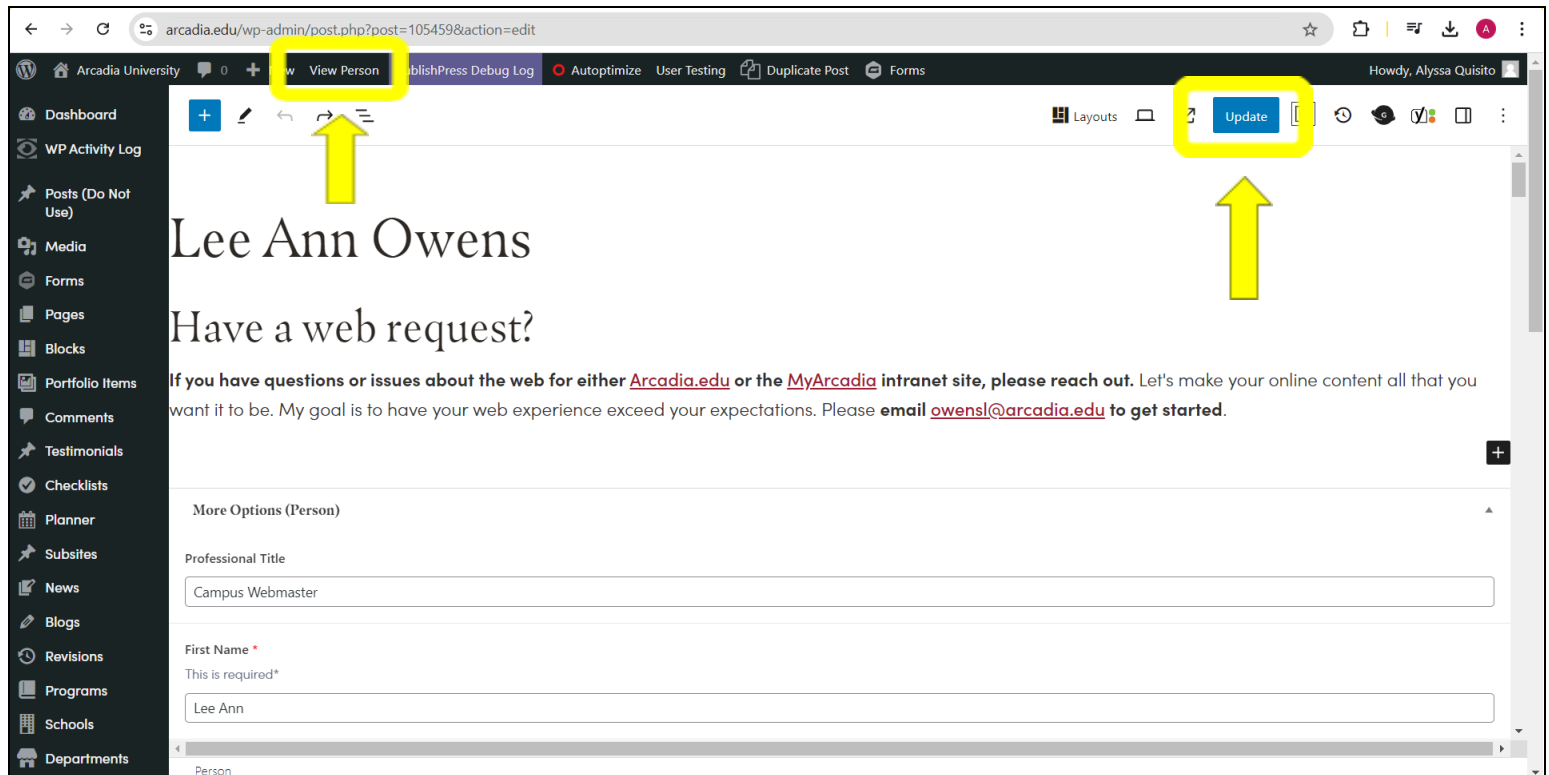 arcadia.edu/wp-admin/post.php?post=105459&action=edit
A
Arcadia University 0 View Person Debug Log Autoptimize User Testing Duplicate Post Forms Howdy, Alyssa Quisito
Dashboard
WP Activity Log
Posts (Do Not
Use)
Media
Forms
Pages
Blocks
Portfolio Items
Comments
Testimonials
Checklists
Planner
Subsites
News
Blogs
Revisions
Programs
Schools
Departments
Layouts Update
Lee Ann Owens
Have a web request?
If you have questions or issues about the web for either Arcadia.edu or the MyArcadia intranet site, please reach out. Let's make your online content all that you
want it to be. My goal is to have your web experience exceed your expectations. Please email owensl@arcadia.edu to get started.
More Options (Person)
Professional Title
Campus Webmaster
First Name *
This is required*
Lee Ann
Person